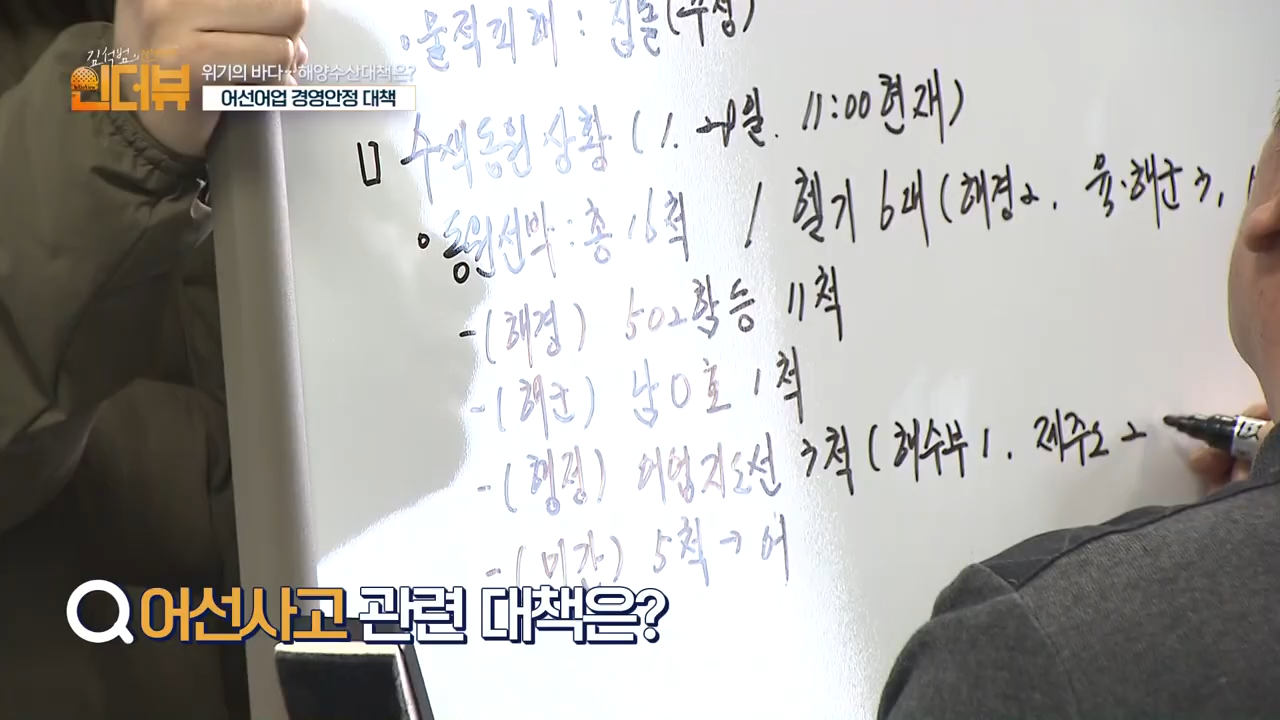 김석범의
인더뷰
위기의 바다… 해양수산대책은?
어선어업 경영안정 대책
· 물적피해 : 침몰(추정)
□ 수색동원 상황 ( 1. 월. 11:00 현재)
· 동원선박 : 총 16척 / 헬기 6대(해경2, 육·해군 3,
-(해경) 502함 등 11척
-(해군) 남 호 1척
-(행정) 어업지도선 3척 (해수부1, 제주도 2
-(민간) 5척 → 어
어선사고 관련 대책은?